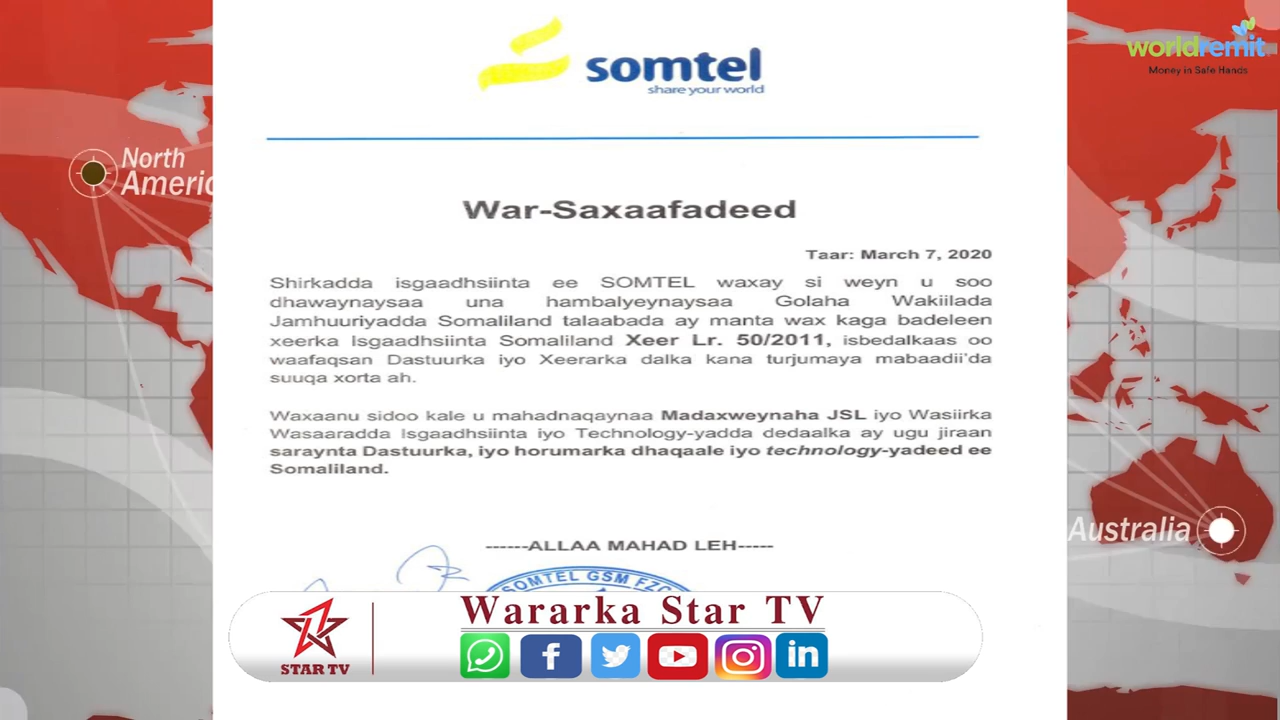 somtel
share your world
worldremit
Money in Safe Hands
North
Americ
War-Saxaafadeed
Taar: March 7, 2020
Shirkadda isgaadhsiinta ee SOMTEL waxay si weyn u soo
dhawaynaysaa una hambalyeynaysaa Golaha Wakiilada
Jamhuuriyadda Somaliland talaabada ay manta wax kaga badeleen
xeerka Isgaadhsiinta Somaliland Xeer Lr. 50/2011, isbedalkaas oo
waafaqsan Dastuurka iyo Xeerarka dalka kana turjumaya mabaadii'da
suuqa xorta ah.
Waxaanu sidoo kale u mahadnaqaynaa Madaxweynaha JSL iyo Wasiirka
Wasaaradda Isgaadhsiinta iyo Technology-yadda dedaalka ay ugu jiraan
saraynta Dastuurka, iyo horumarka dhaqaale iyo technology-yadeed ee
Somaliland.
Australia
------ALLAA MAHAD LEH-----
SOMTEL GSM FZC
Wararka Star TV
STAR TV